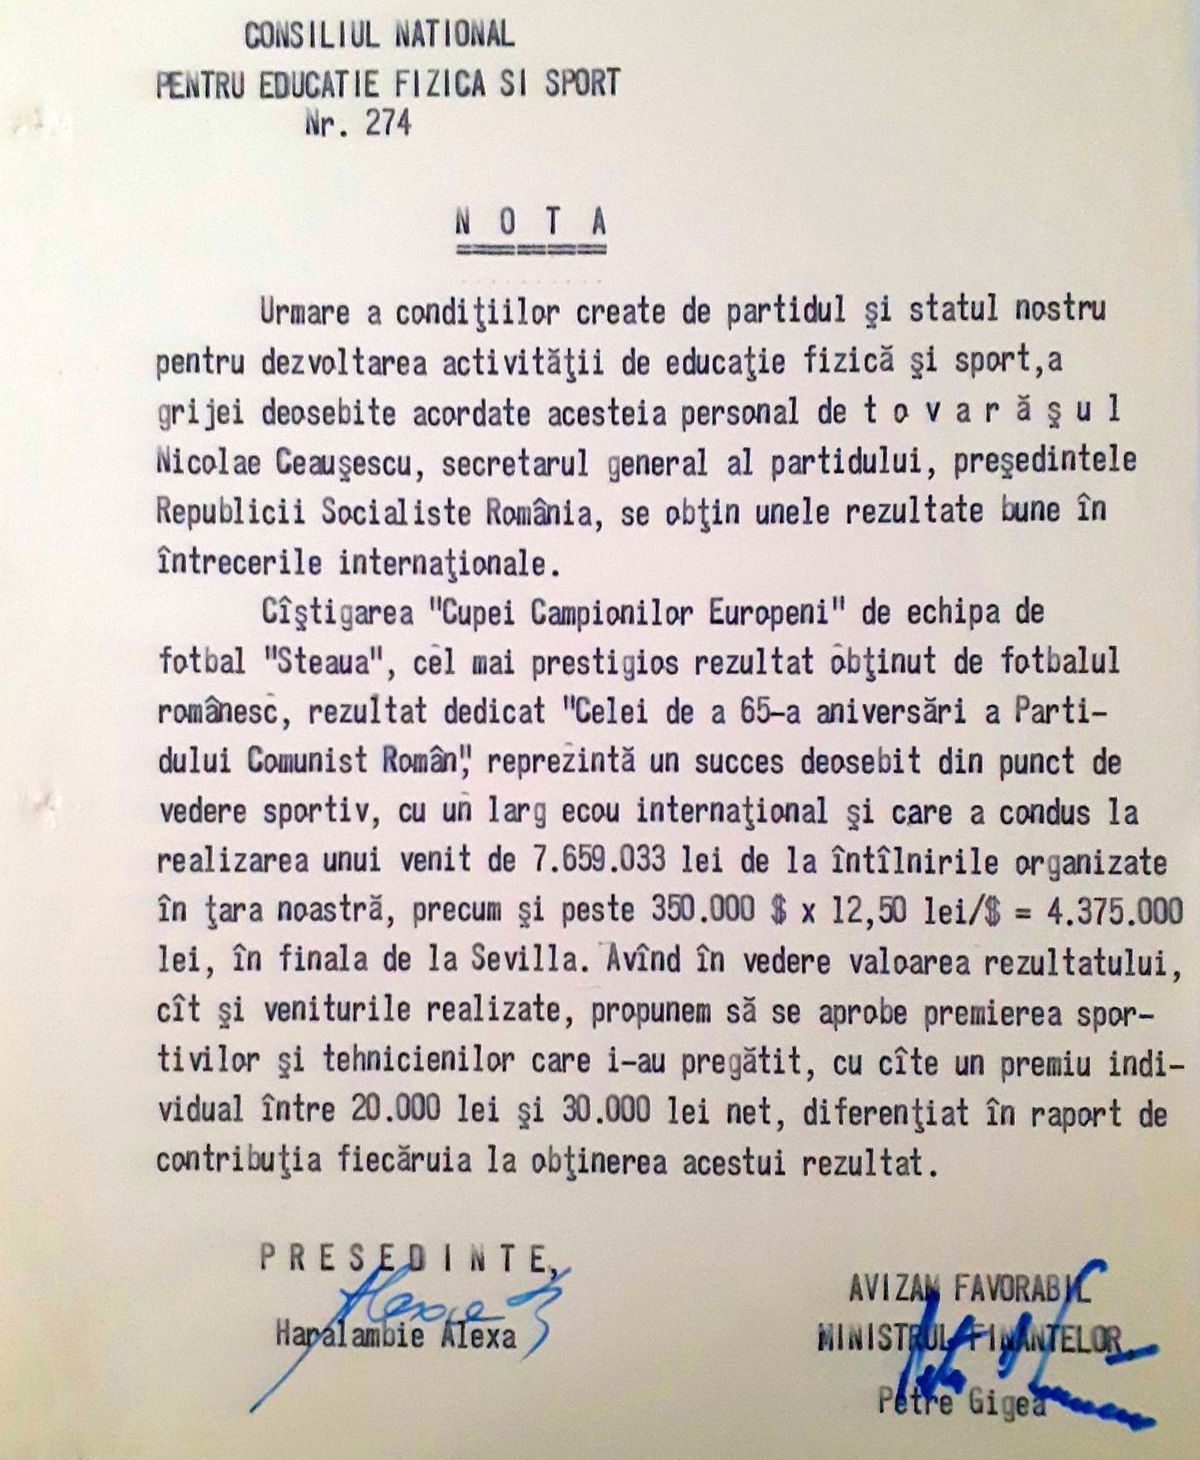 CONSILIUL NATIONAL
PENTRU EDUCATIE FIZICA SI SPORT
Nr. 274
N O T A
Urmare a condiţiilor create de partidul şi statul nostru
pentru dezvoltarea activităţii de educaţie fizică şi sport,a
grijei deosebite acordate acesteia personal de t o v a r ă ş u l
Nicolae Ceauşescu, secretarul general al partidului, preşedintele
Republicii Socialiste România, se obţin unele rezultate bune în
întrecerile internaţionale.
Cîştigarea "Cupei Campionilor Europeni" de echipa de
fotbal "Steaua", cel mai prestigios rezultat obţinut de fotbalul
românesc, rezultat dedicat "Celei de a 65-a aniversări a Parti-
dului Comunist Român", reprezintă un succes deosebit din punct de
vedere sportiv, cu un larg ecou internaţional şi care a condus la
realizarea unui venit de 7.659.033 lei de la întîlnirile organizate
în ţara noastră, precum şi peste 350.000 $ x 12,50 lei/$ = 4.375.000
lei, în finala de la Sevilla. Avînd în vedere valoarea rezultatului,
cît şi veniturile realizate, propunem să se aprobe premierea spor-
tivilor şi tehnicienilor care i-au pregătit, cu cîte un premiu indi-
vidual între 20.000 lei şi 30.000 lei net, diferenţiat în raport de
contribuţia fiecăruia la obţinerea acestui rezultat.
P R E S E D I N T E,
Haralambie Alexa
AVIZAM FAVORABIL
MINISTRUL FINANTELOR
Petre Gigea